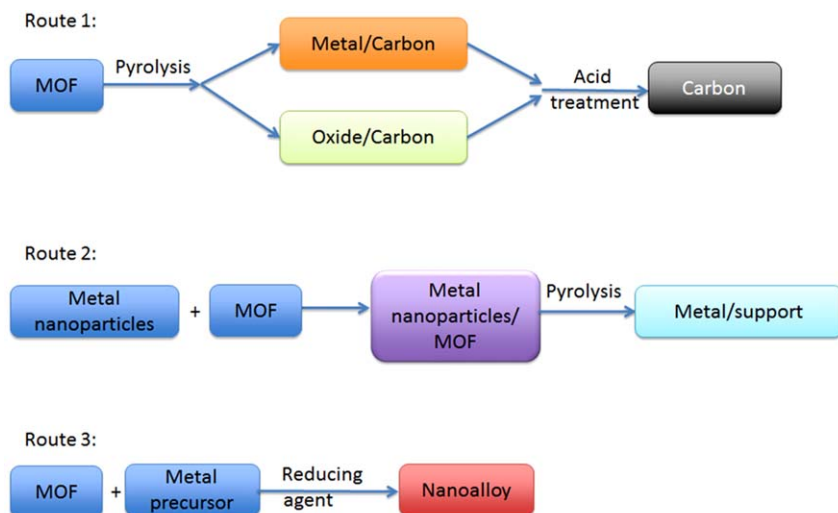 Route 1:
MOF
Pyrolysis
Metal/Carbon
Oxide/Carbon
Acid
treatment
Carbon
Route 2:
Metal
nanoparticles
+
MOF
Metal
nanoparticles/
MOF
Pyrolysis
Metal/support
Route 3:
MOF
+
Metal
precursor
Reducing
agent
Nanoalloy